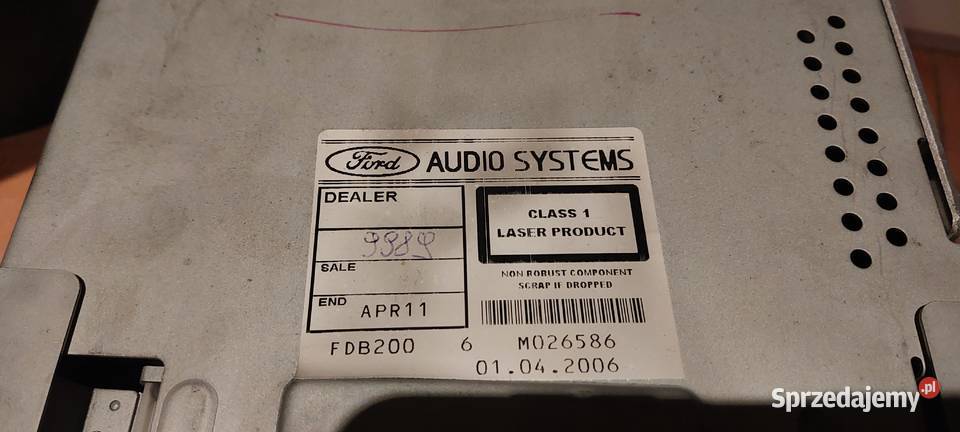 Ford AUDIO SYSTEMS
DEALER
9989
SALE
END APR11
CLASS 1
LASER PRODUCT
NON ROBUST COMPONENT
SCRAP IF DROPPED
FDB200 6 M026586
01.04.2006
Sprzedajemy.pl